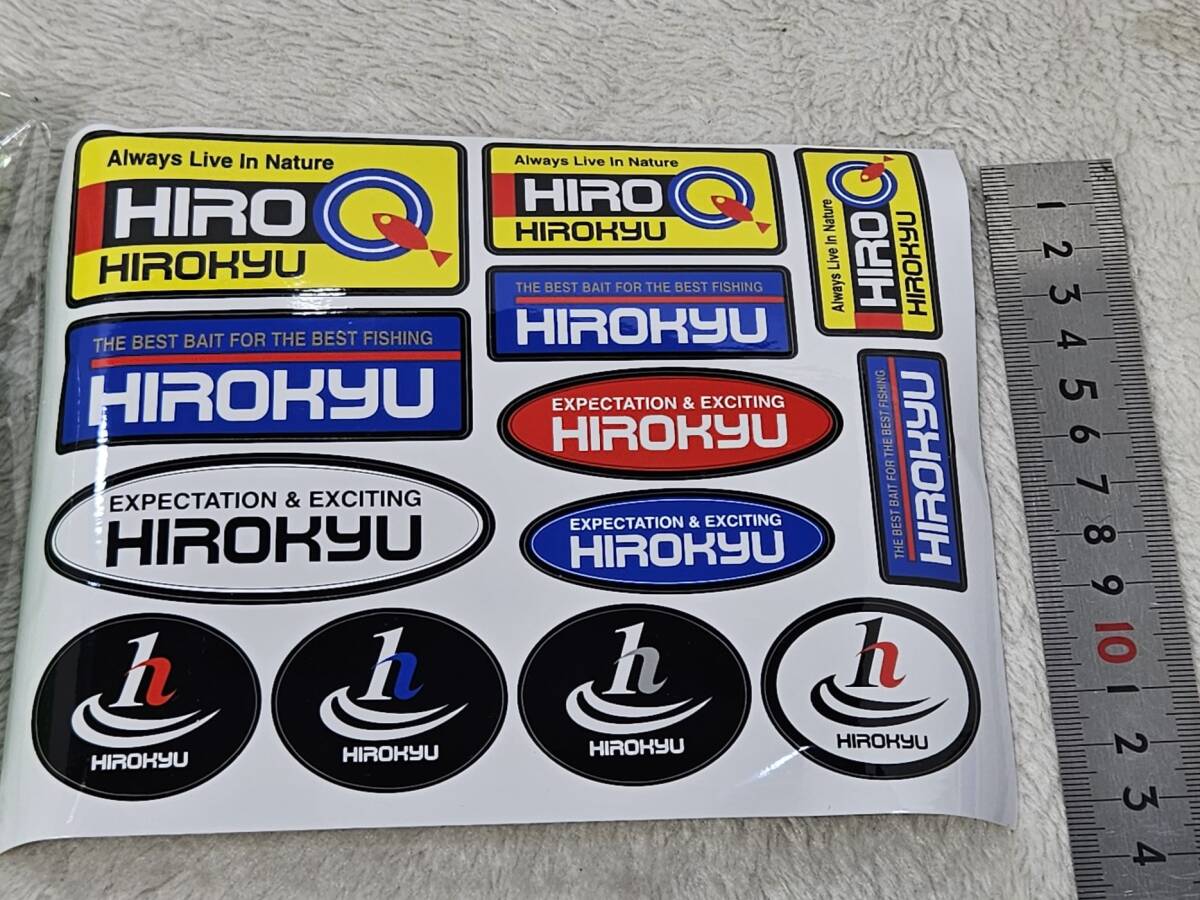 Always Live In Nature
HIRO Q
HIROKYU
Always Live In Nature
HIRO Q
HIROKYU
Always Live In Nature
HIRO Q
HIROKYU
THE BEST BAIT FOR THE BEST FISHING
HIROKYU
THE BEST BAIT FOR THE BEST FISHING
HIROKYU
EXPECTATION & EXCITING
HIROKYU
THE BEST BAIT FOR THE BEST FISHING
HIROKYU
EXPECTATION & EXCITING
HIROKYU
EXPECTATION & EXCITING
HIROKYU
h
HIROKYU
h
HIROKYU
h
HIROKYU
h
HIROKYU
1
2
3
4
5
6
7
8
9
10
1
2
3
4